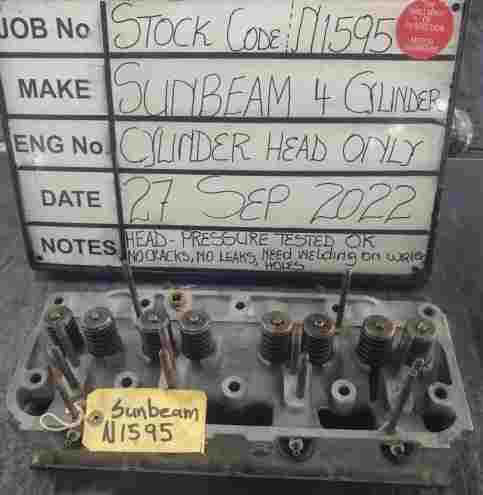 JOB No STOCK CODE: N1595
MAKE SUNBEAM 4 CYLINDER
ENG No. CYLINDER HEAD ONLY
DATE 27 SEP 2022
NOTES HEAD - PRESSURE TESTED OK
NO CRACKS, NO LEAKS, NEED WELDING ON WATER
HOLES
Sunbeam
N1595